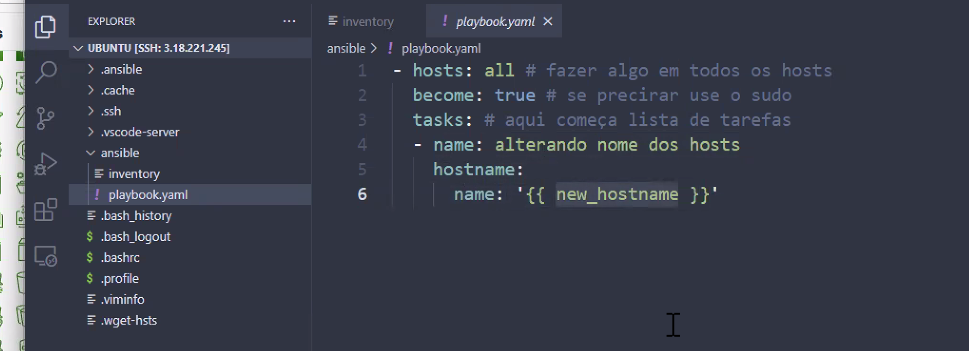 EXPLORER
...
inventory
! playbook.yaml ×
UBUNTU [SSH: 3.18.221.245]
ansible > ! playbook.yaml
> .ansible
> .cache
> .ssh
> .vscode-server
ansible
inventory
! playbook.yaml
.bash_history
$ .bash_logout
$ .bashrc
$ .profile
.viminfo
.wget-hsts
1 - hosts: all # fazer algo em todos os hosts
2 become: true # se precirar use o sudo
3 tasks: # aqui começa lista de tarefas
4 - name: alterando nome dos hosts
5 hostname:
6 name: '{{ new_hostname }}'